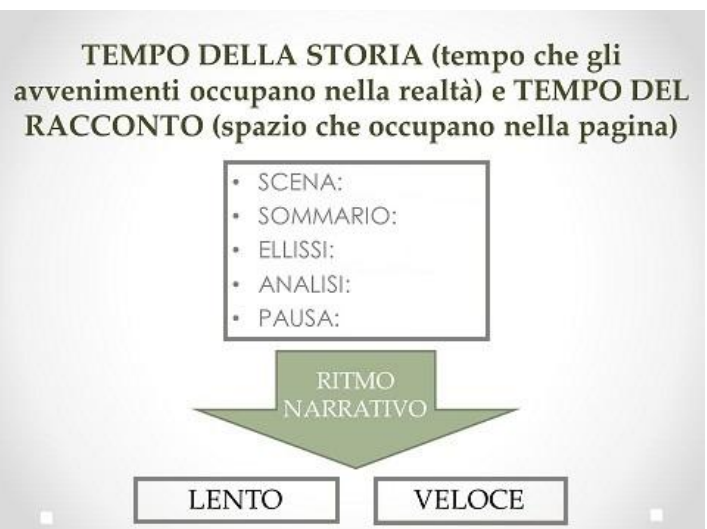 TEMPO DELLA STORIA (tempo che gli
avvenimenti occupano nella realtà) e TEMPO DEL
RACCONTO (spazio che occupano nella pagina)
• SCENA:
• SOMMARIO:
• ELLISSI:
• ANALISI:
• PAUSA:
RITMO
NARRATIVO
LENTO
VELOCE